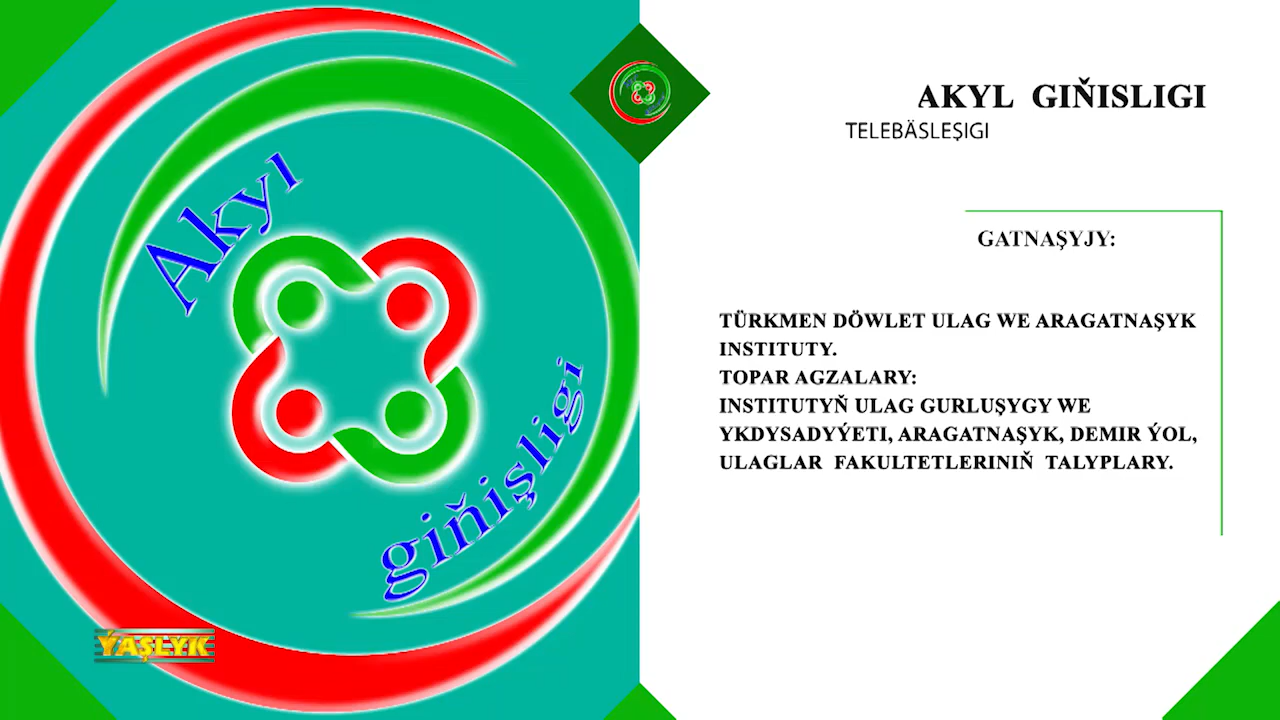 Akyl
giňişligi
ÝAŞLYK
AKYL GIŇISLIGI
TELEBÄSLEŞIGI
GATNAŞYJY:
TÜRKMEN DÖWLET ULAG WE ARAGATNAŞYK
INSTITUTY.
TOPAR AGZALARY:
INSTITUTYŇ ULAG GURLUŞYGY WE
YKDYSADYÝETI, ARAGATNAŞYK, DEMIR ÝOL,
ULAGLAR FAKULTETLERINIŇ TALYPLARY.